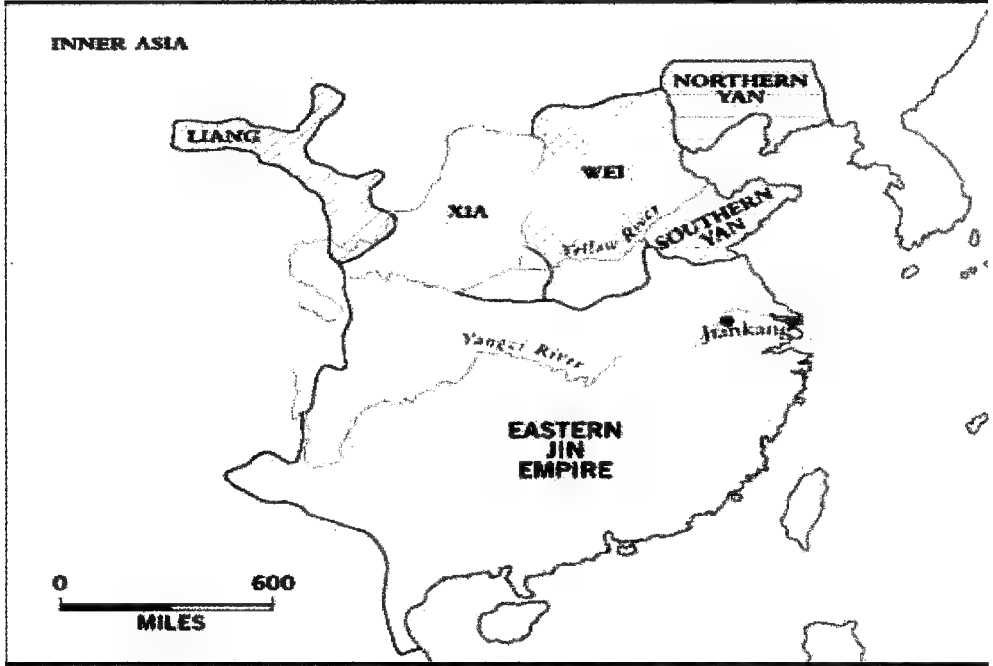 INNER ASIA
NORTHERN
YAN
LIANG
WEI
XIA
Yellow River
SOUTHERN
YAN
Jiankang
Yangzi River
EASTERN
JIN
EMPIRE
0 600
MILES